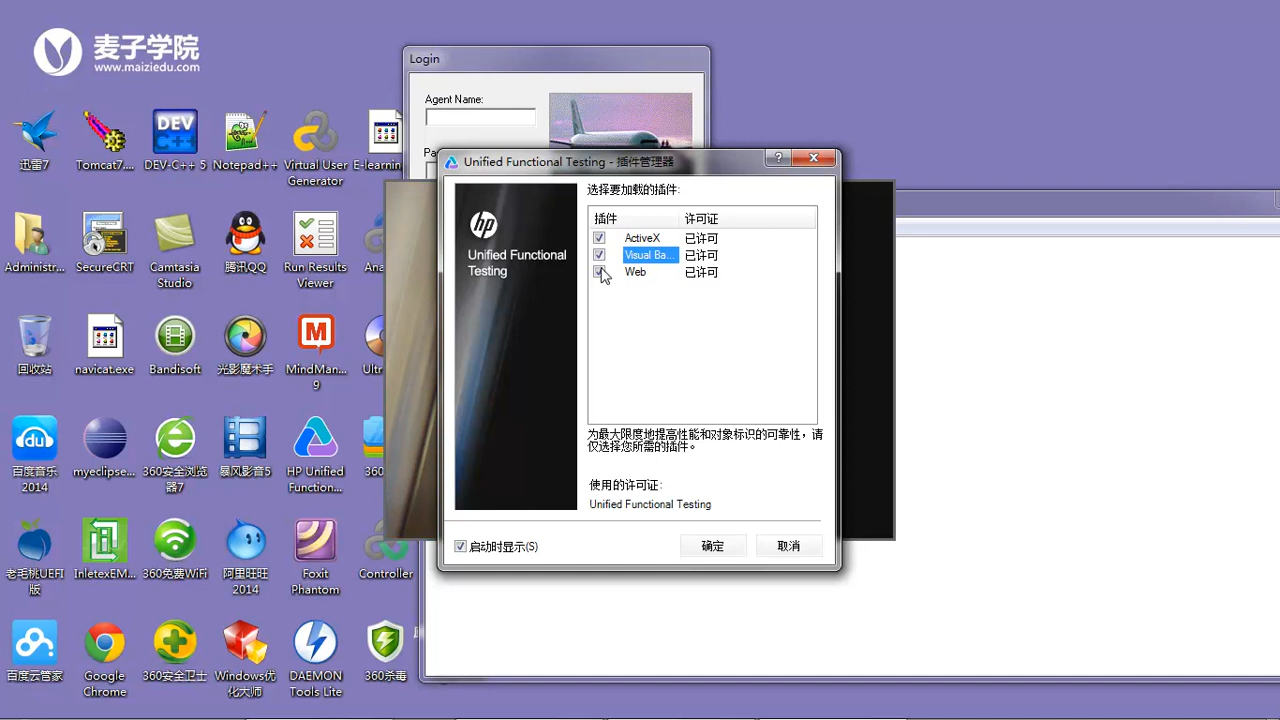 麦子学院
www.maiziedu.com
Login
Agent Name:
Pa
迅雷7
Tomcat7....
DEV-C++ 5
Notepad++
Virtual User
Generator
E-learnin
Unified Functional Testing - 插件管理器
选择要加载的插件:
插件
许可证
ActiveX
已许可
Visual Ba...
已许可
Web
已许可
hp
Unified Functional
Testing
Administr...
SecureCRT
Camtasia
Studio
腾讯QQ
Run Results
Viewer
Ana
回收站
navicat.exe
Bandisoft
光影魔术手
MindMan...
9
Ultr
为最大限度地提高性能和对象标识的可靠性，请
仅选择您所需的插件。
百度音乐
2014
myeclipse...
360安全浏览
器7
暴风影音5
HP Unified
Function...
360
使用的许可证:
Unified Functional Testing
启动时显示(S)
确定
取消
老毛桃UEFI
版
InletexEM...
360免费WiFi
阿里旺旺
2014
Foxit
Phantom
Controller
百度云管家
Google
Chrome
360安全卫士
Windows优
化大师
DAEMON
Tools Lite
360杀毒